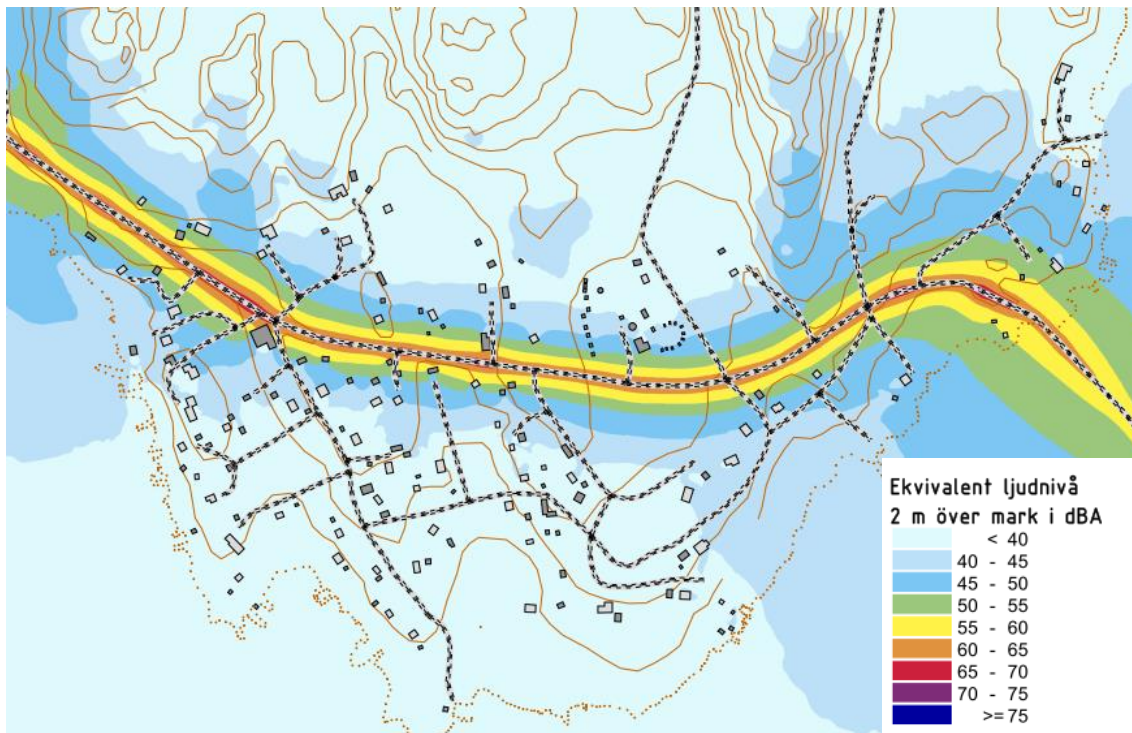 Ekvivalent ljudnivå
2 m över mark i dBA
< 40
40 - 45
45 - 50
50 - 55
55 - 60
60 - 65
65 - 70
70 - 75
>= 75